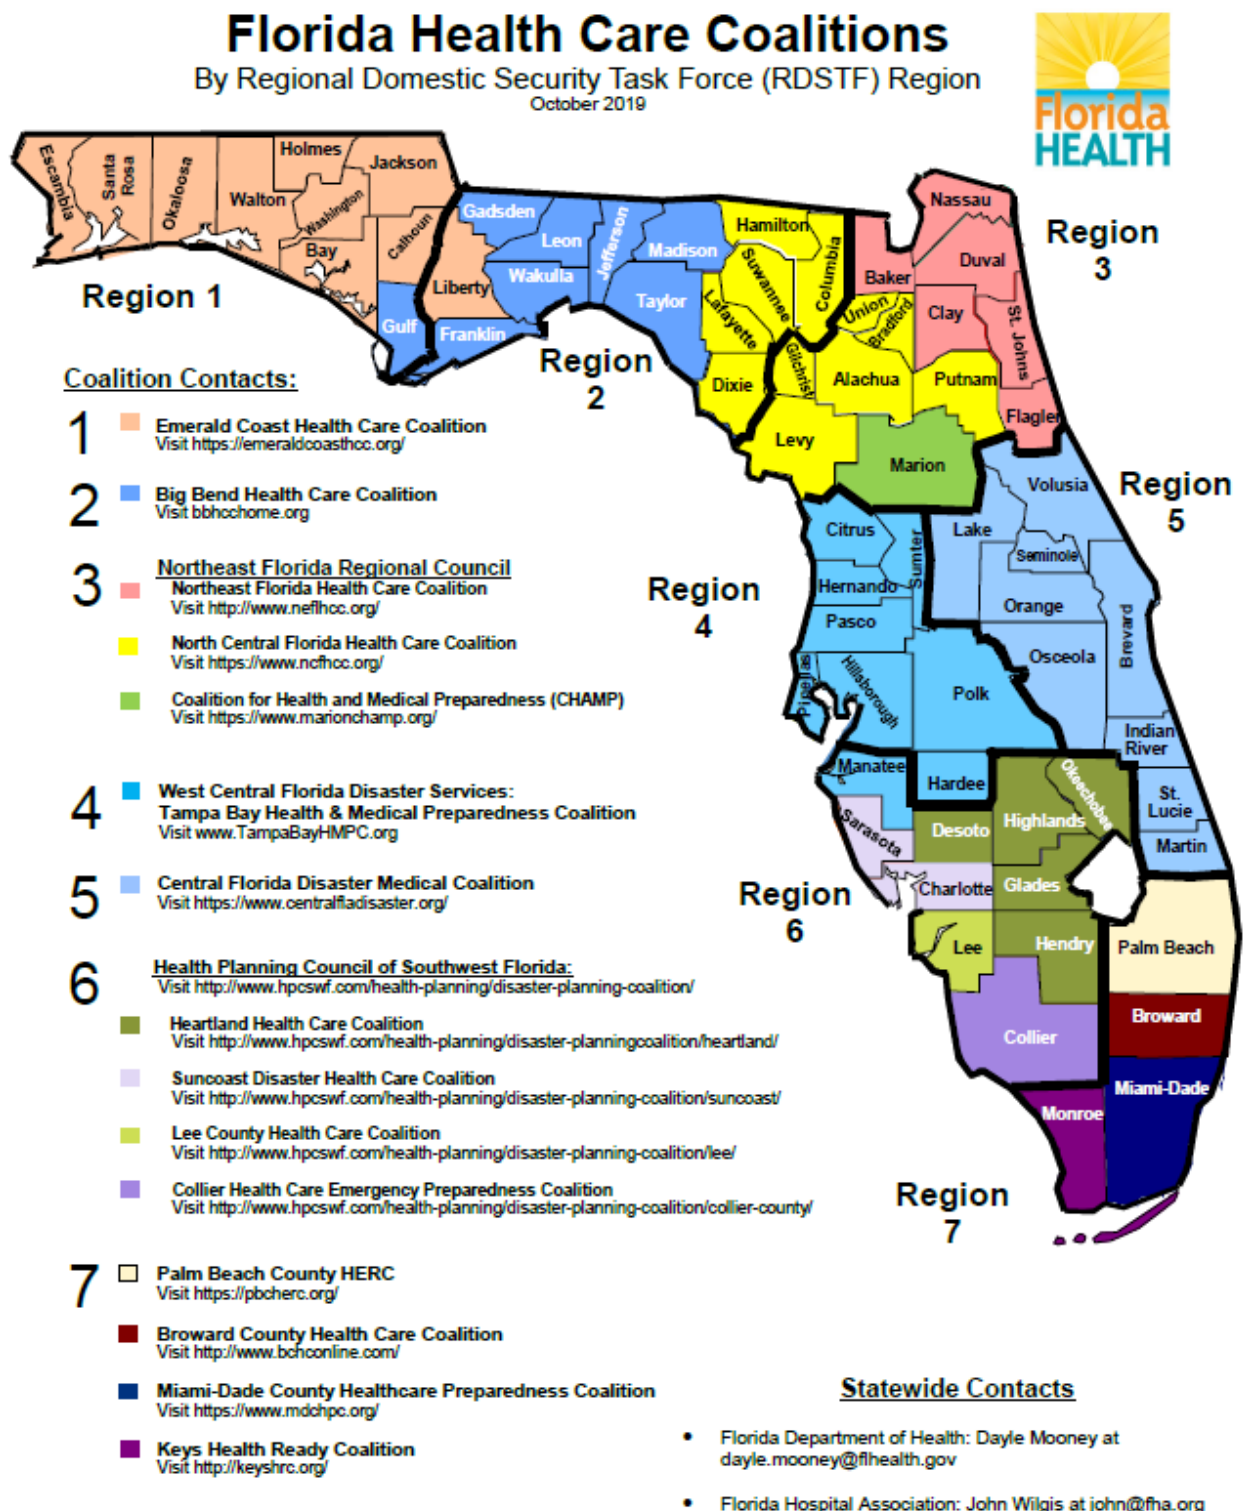 Florida Health Care Coalitions
By Regional Domestic Security Task Force (RDSTF) Region
October 2019
Florida
HEALTH
Escambia
Santa
Rosa
Okaloosa
Walton
Holmes
Washington
Jackson
Bay
Calhoun
Gulf
Liberty
Franklin
Gadsden
Leon
Wakulla
Jefferson
Madison
Taylor
Hamilton
Suwannee
Columbia
Lafayette
Dixie
Gilchrist
Levy
Union
Bradford
Alachua
Putnam
Marion
Nassau
Duval
Baker
Clay
St. Johns
Flagler
Region 1
Region
2
Region
3
Region
4
Region
5
Region
6
Region
7
Citrus
Hernando
Sumter
Pasco
Pinellas
Hillsborough
Polk
Manatee
Hardee
Lake
Volusia
Seminole
Orange
Osceola
Brevard
Indian
River
St.
Lucie
Martin
Sarasota
Desoto
Highlands
Okeechobee
Charlotte
Glades
Lee
Hendry
Collier
Palm Beach
Broward
Miami-Dade
Monroe
Coalition Contacts:
1
Emerald Coast Health Care Coalition
Visit https://emeraldcoasthcc.org/
2
Big Bend Health Care Coalition
Visit bbhcchome.org
3
Northeast Florida Regional Council
Northeast Florida Health Care Coalition
Visit http://www.neflhcc.org/
North Central Florida Health Care Coalition
Visit https://www.ncfhcc.org/
Coalition for Health and Medical Preparedness (CHAMP)
Visit https://www.marionchamp.org/
4
West Central Florida Disaster Services:
Tampa Bay Health & Medical Preparedness Coalition
Visit www.TampaBayHMPC.org
5
Central Florida Disaster Medical Coalition
Visit https://www.centralfladisaster.org/
6
Health Planning Council of Southwest Florida:
Visit http://www.hpcswf.com/health-planning/disaster-planning-coalition/
Heartland Health Care Coalition
Visit http://www.hpcswf.com/health-planning/disaster-planningcoalition/heartland/
Suncoast Disaster Health Care Coalition
Visit http://www.hpcswf.com/health-planning/disaster-planning-coalition/suncoast/
Lee County Health Care Coalition
Visit http://www.hpcswf.com/health-planning/disaster-planning-coalition/lee/
Collier Health Care Emergency Preparedness Coalition
Visit http://www.hpcswf.com/health-planning/disaster-planning-coalition/collier-county/
7
Palm Beach County HERC
Visit https://pbcherc.org/
Broward County Health Care Coalition
Visit http://www.bchconline.com/
Miami-Dade County Healthcare Preparedness Coalition
Visit https://www.mdchpc.org/
Keys Health Ready Coalition
Visit http://keyshrc.org/
Statewide Contacts
• Florida Department of Health: Dayle Mooney at
dayle.mooney@flhealth.gov
• Florida Hospital Association: John Wilgis at john@fha.org